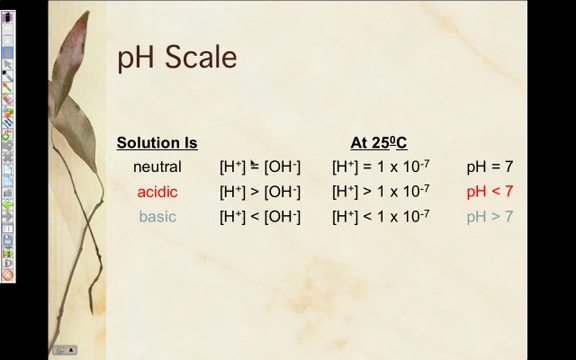 pH Scale
Solution Is At 25⁰C
neutral [H⁺] = [OH⁻] [H⁺] = 1 x 10⁻⁷ pH = 7
acidic [H⁺] > [OH⁻] [H⁺] > 1 x 10⁻⁷ pH < 7
basic [H⁺] < [OH⁻] [H⁺] < 1 x 10⁻⁷ pH > 7